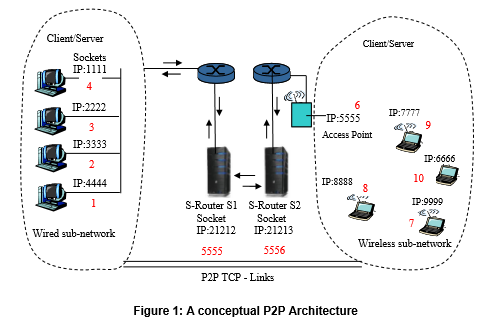 Client/Server
Sockets
IP:1111
4
IP:2222
3
IP:3333
2
IP:4444
1
Wired sub-network
S-Router S1
Socket
IP:21212
5555
S-Router S2
Socket
IP:21213
5556
Client/Server
6
IP:5555
Access Point
IP:7777
9
IP:6666
10
IP:8888
8
IP:9999
7
Wireless sub-network
P2P TCP - Links
Figure 1: A conceptual P2P Architecture